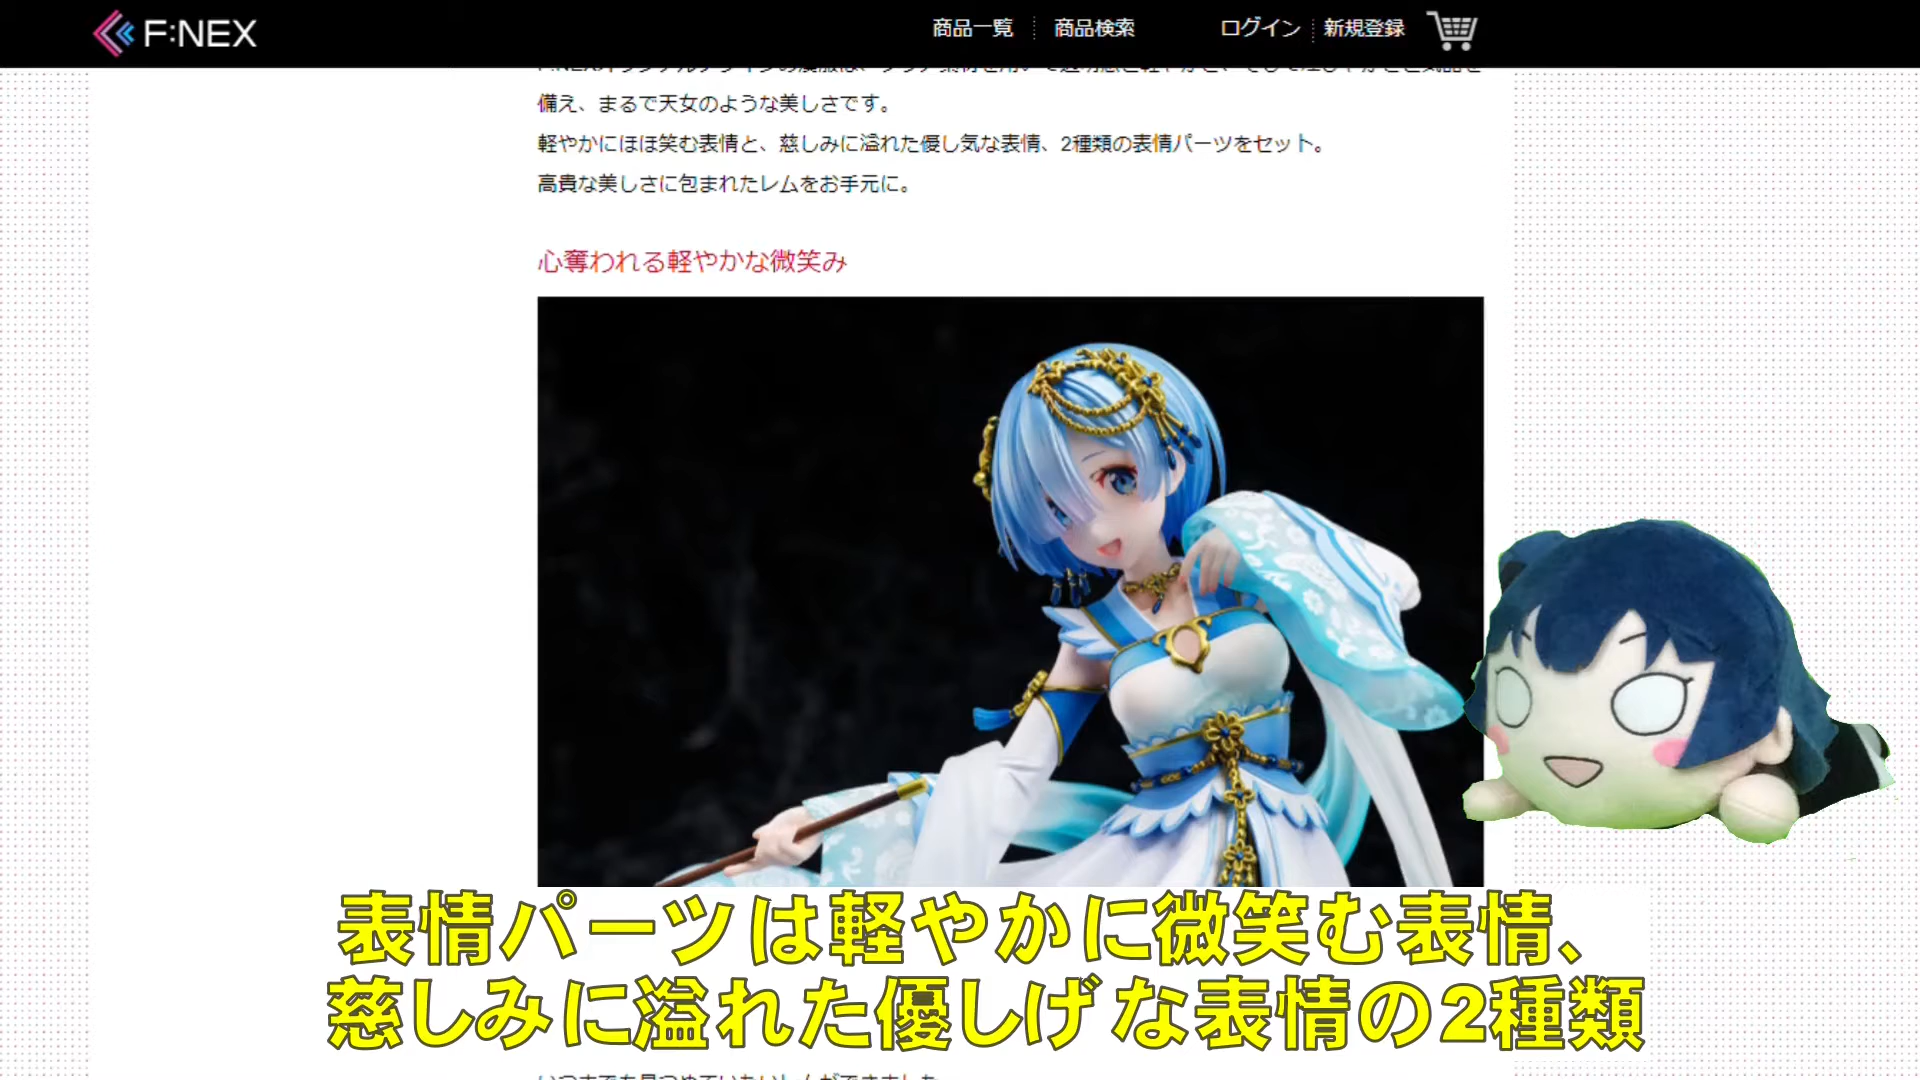 F:NEX
商品一覧
商品検索
ログイン
新規登録
備え、まるで天女のような美しさです。
軽やかにほほ笑む表情と、慈しみに溢れた優し気な表情、2種類の表情パーツをセット。
高貴な美しさに包まれたレムをお手元に。
心奪われる軽やかな微笑み
表情パーツは軽やかに微笑む表情、
慈しみに溢れた優しげな表情の2種類